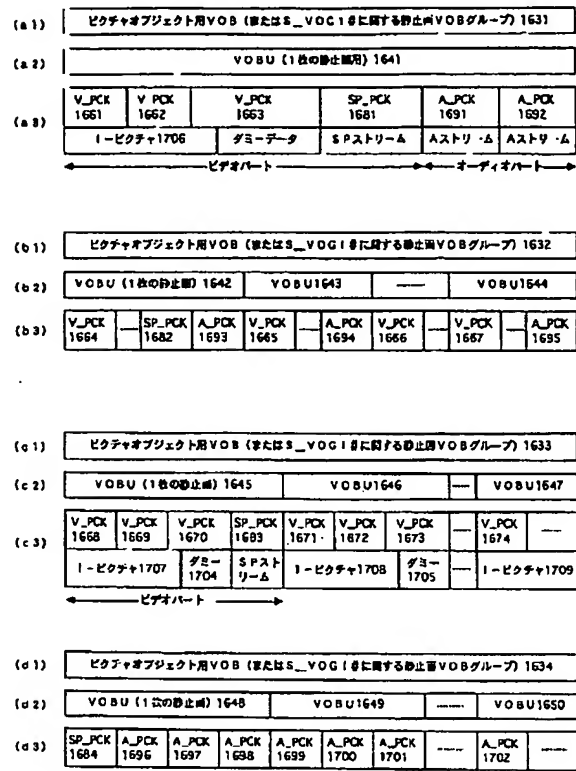 (a1) ピクチャオブジェクト用VOB (またはS_VOGI#に関する静止画VOBグループ) 1631
(a2) VOBU (1枚の静止画用) 1641
(a3) V_PCK 1661 V_PCK 1662 V_PCK 1663 SP_PCK 1681 A_PCK 1691 A_PCK 1692
I-ピクチャ1706 ダミーデータ SPストリーム Aストリーム Aストリーム
ビデオパート オーディオパート
(b1) ピクチャオブジェクト用VOB (またはS_VOGI#に関する静止画VOBグループ) 1632
(b2) VOBU (1枚の静止画) 1642 VOBU1643 VOBU1644
(b3) V_PCK 1664 SP_PCK 1682 A_PCK 1693 V_PCK 1665 A_PCK 1694 V_PCK 1666 V_PCK 1667 A_PCK 1695
(c1) ピクチャオブジェクト用VOB (またはS_VOGI#に関する静止画VOBグループ) 1633
(c2) VOBU (1枚の静止画) 1645 VOBU1646 VOBU1647
(c3) V_PCK 1668 V_PCK 1669 V_PCK 1670 SP_PCK 1683 V_PCK 1671 V_PCK 1672 V_PCK 1673 V_PCK 1674
I-ピクチャ1707 ダミー 1704 SPストリーム I-ピクチャ1708 ダミー 1705 I-ピクチャ1709
ビデオパート
(d1) ピクチャオブジェクト用VOB (またはS_VOGI#に関する静止画VOBグループ) 1634
(d2) VOBU (1枚の静止画) 1648 VOBU1649 VOBU1650
(d3) SP_PCK 1684 A_PCK 1696 A_PCK 1697 A_PCK 1698 A_PCK 1699 A_PCK 1700 A_PCK 1701 A_PCK 1702